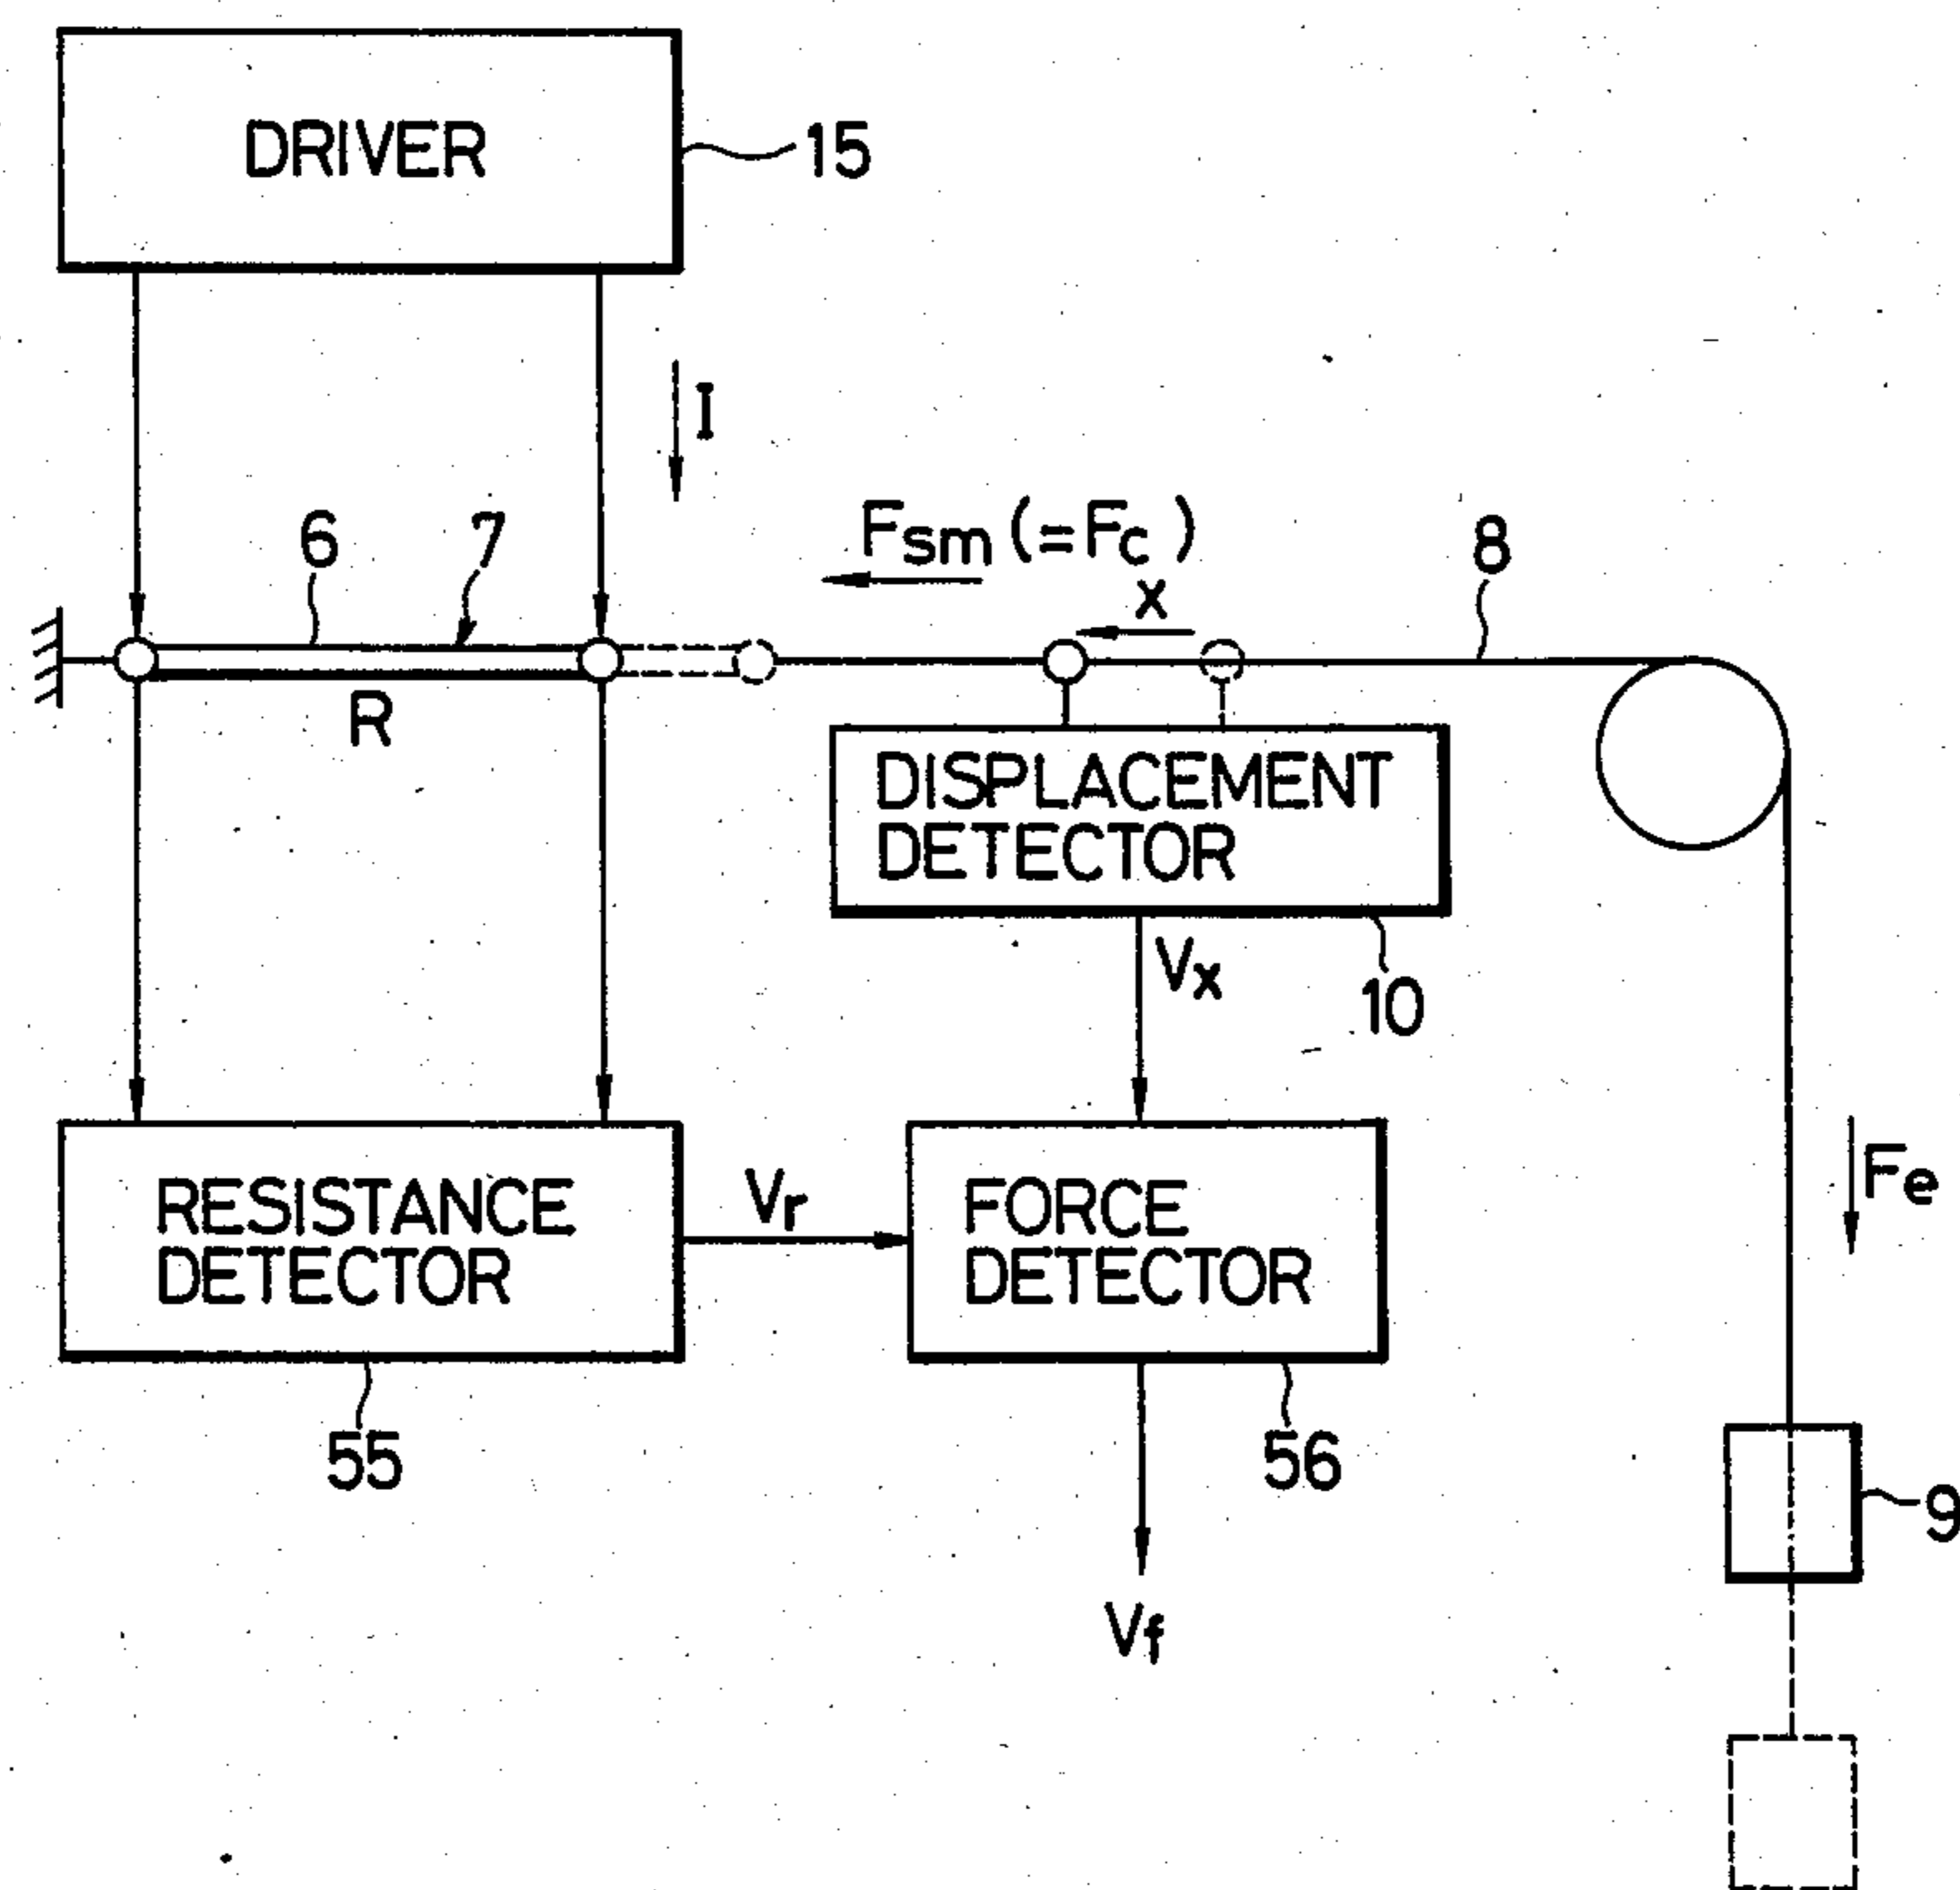 DRIVER
15
I
6
7
Fsm (=Fc)
x
8
R
DISPLACEMENT
DETECTOR
Vx
10
RESISTANCE
DETECTOR
Vr
FORCE
DETECTOR
Fe
55
56
9
Vf